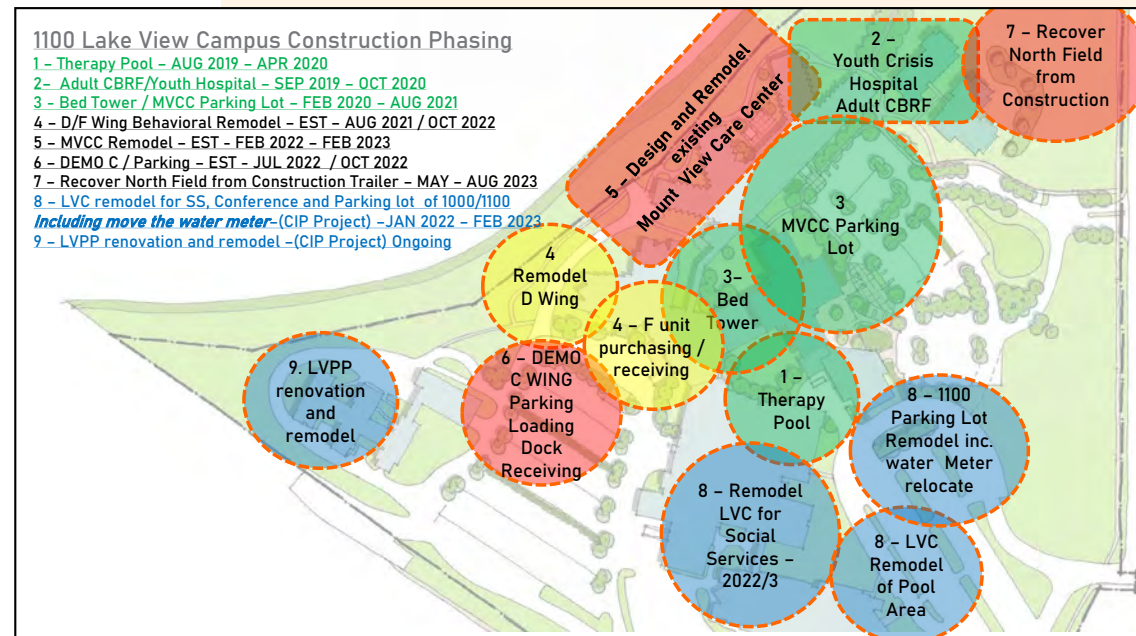 1100 Lake View Campus Construction Phasing
1 – Therapy Pool – AUG 2019 – APR 2020
2– Adult CBRF/Youth Hospital – SEP 2019 – OCT 2020
3 - Bed Tower / MVCC Parking Lot – FEB 2020 – AUG 2021
4 – D/F Wing Behavioral Remodel – EST – AUG 2021 / OCT 2022
5 – MVCC Remodel – EST - FEB 2022 – FEB 2023
6 – DEMO C / Parking – EST - JUL 2022 / OCT 2022
7 – Recover North Field from Construction Trailer – MAY – AUG 2023
8 – LVC remodel for SS, Conference and Parking lot of 1000/1100
Including move the water meter–(CIP Project) –JAN 2022 – FEB 2023
9 – LVPP renovation and remodel –(CIP Project) Ongoing
5 – Design and Remodel
existing
Mount View Care Center
2 –
Youth Crisis
Hospital
Adult CBRF
7 – Recover
North Field
from
Construction
3
MVCC Parking
Lot
4
Remodel
D Wing
3–
Bed
Tower
4 – F unit
purchasing /
receiving
6 – DEMO
C WING
Parking
Loading
Dock
Receiving
9. LVPP
renovation
and
remodel
1 –
Therapy
Pool
8 – 1100
Parking Lot
Remodel inc.
water Meter
relocate
8 – Remodel
LVC for
Social
Services –
2022/3
8 – LVC
Remodel
of Pool
Area